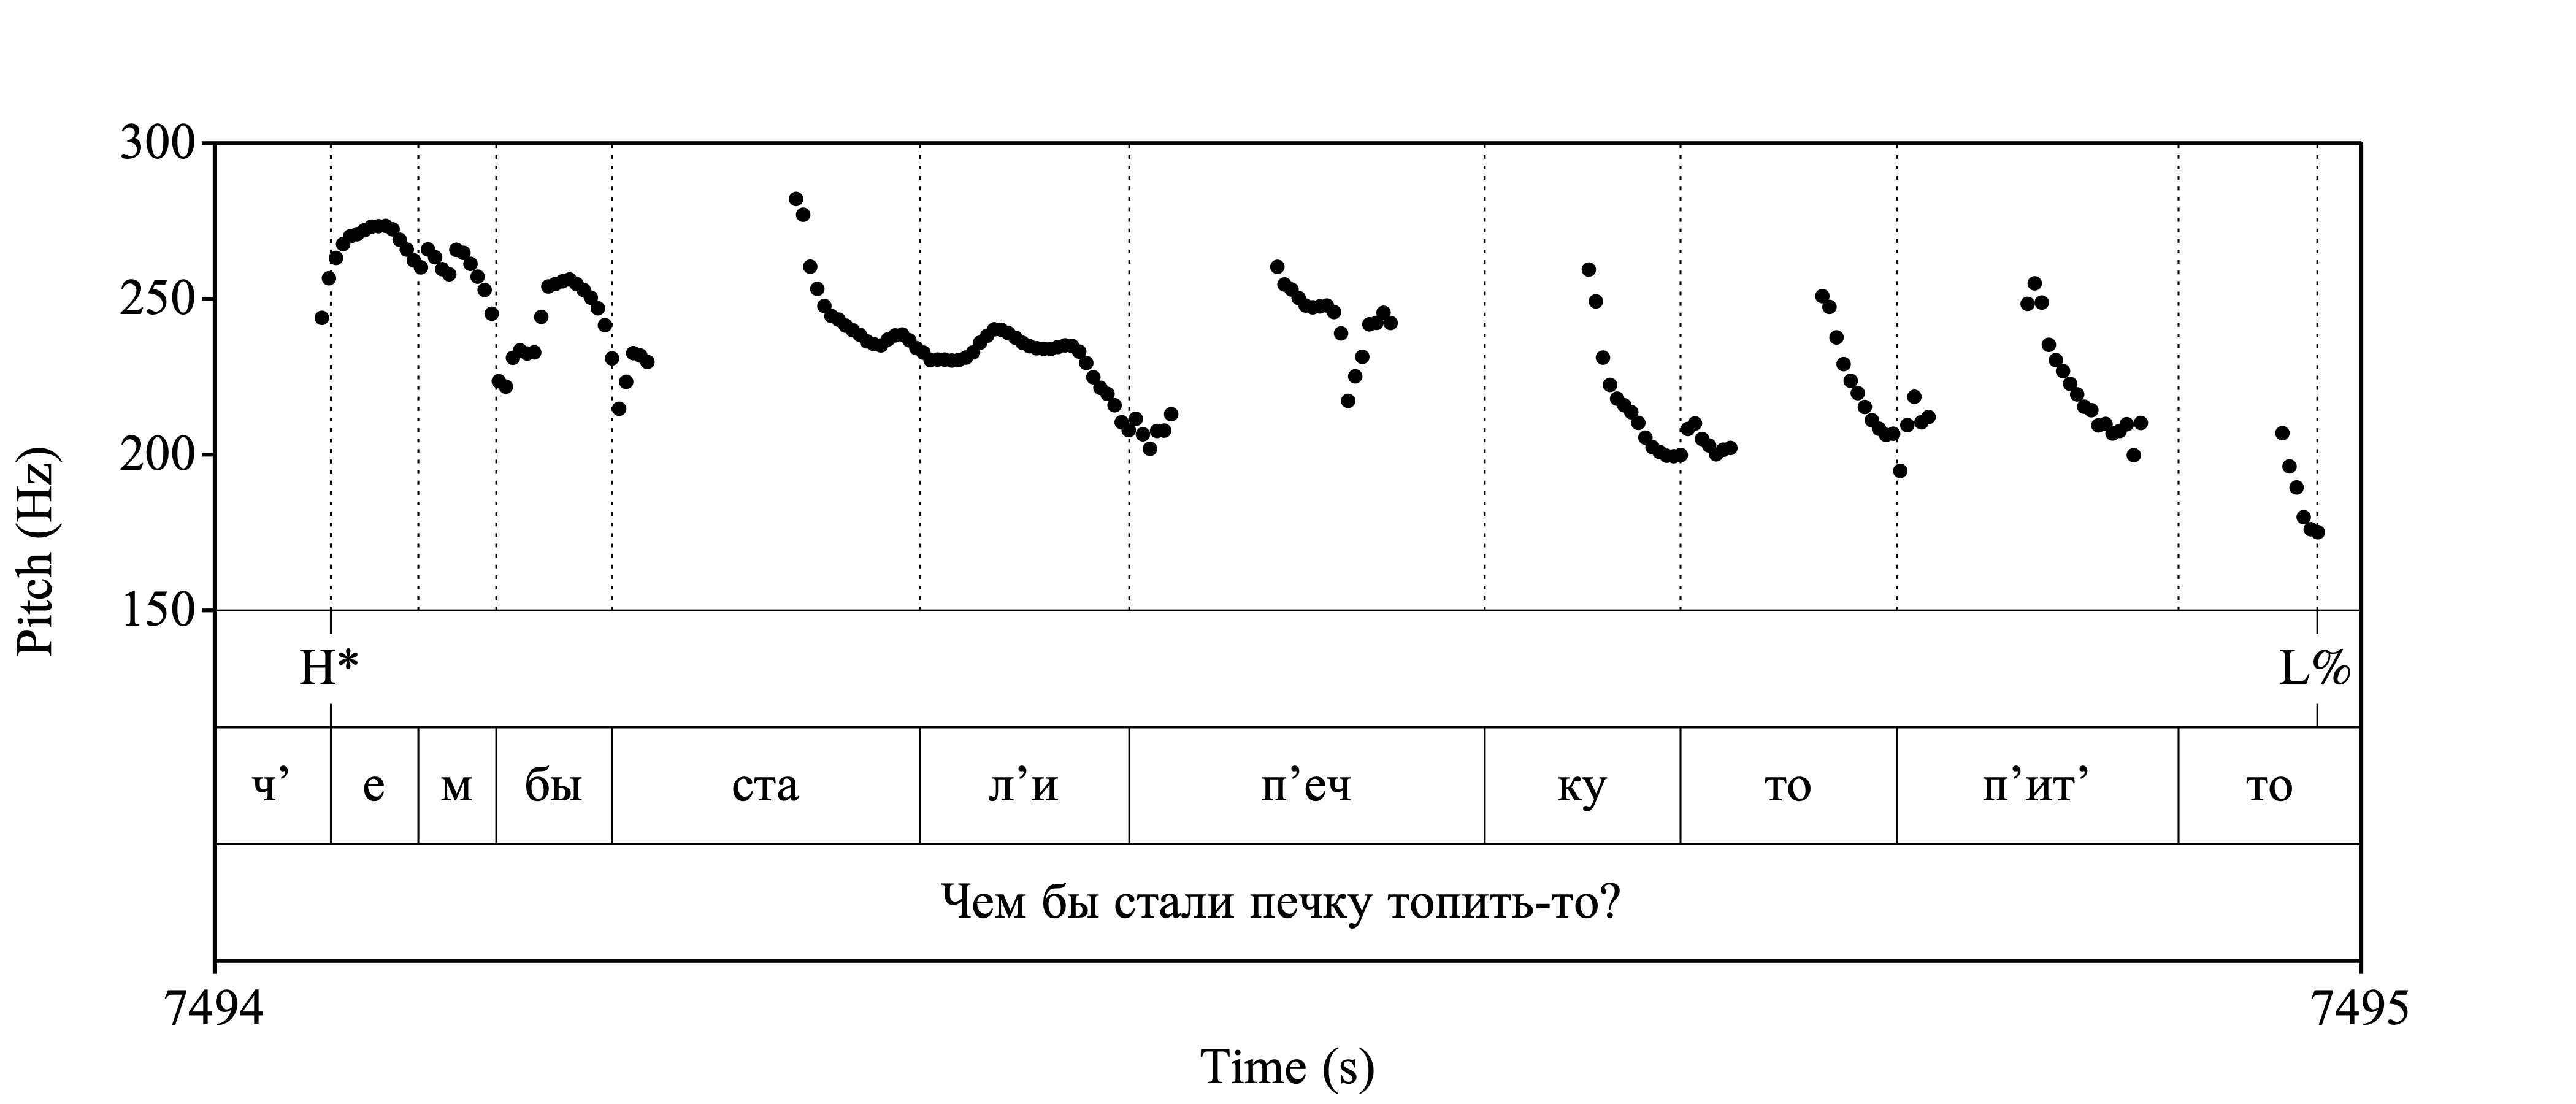 300
250
200
150
Pitch (Hz)
H* L%
ч’ е м бы ста л’и п’еч ку то п’ит’ то
Чем бы стали печку топить-то?
7494 7495
Time (s)